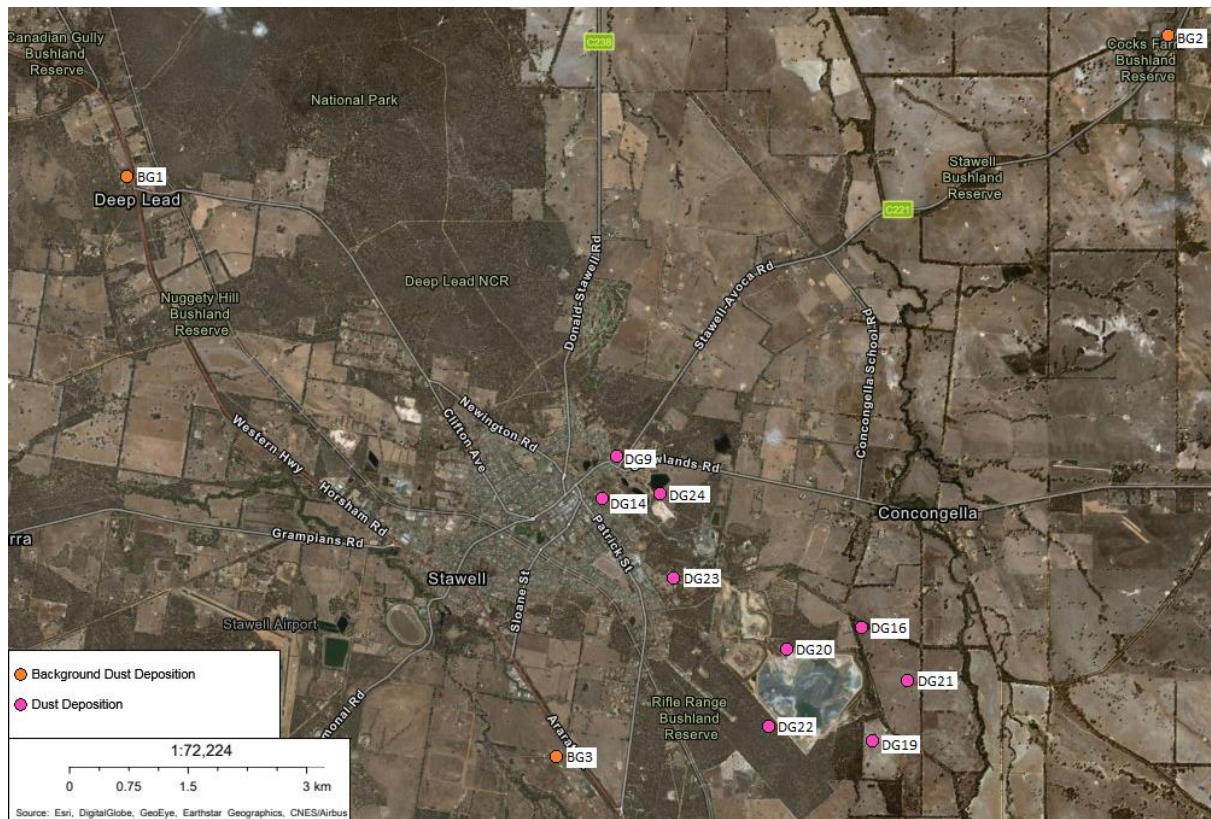 Canadian Gully
Bushland
Reserve
C238
BG2
Cocks Farm
Bushland
Reserve
National Park
Stawell
Bushland
Reserve
BG1
Deep Lead
C221
Deep Lead NCR
Donald-Stawell Rd
Stawell-Avoca Rd
Nuggety Hill
Bushland
Reserve
Concongella School Rd
Newington Rd
Clifton Ave
Western Hwy
DG9
wlands Rd
DG24
DG14
Horsham Rd
Concongella
rra
Grampians Rd
Patrick St
Stawell
DG23
Sloane St
Stawell Airport
DG16
DG20
DG21
Rifle Range
Bushland
Reserve
DG22
DG19
monal Rd
Ararat
BG3
Background Dust Deposition
Dust Deposition
1:72,224
0 0.75 1.5 3 km
Source: Esri, DigitalGlobe, GeoEye, Earthstar Geographics, CNES/Airbus